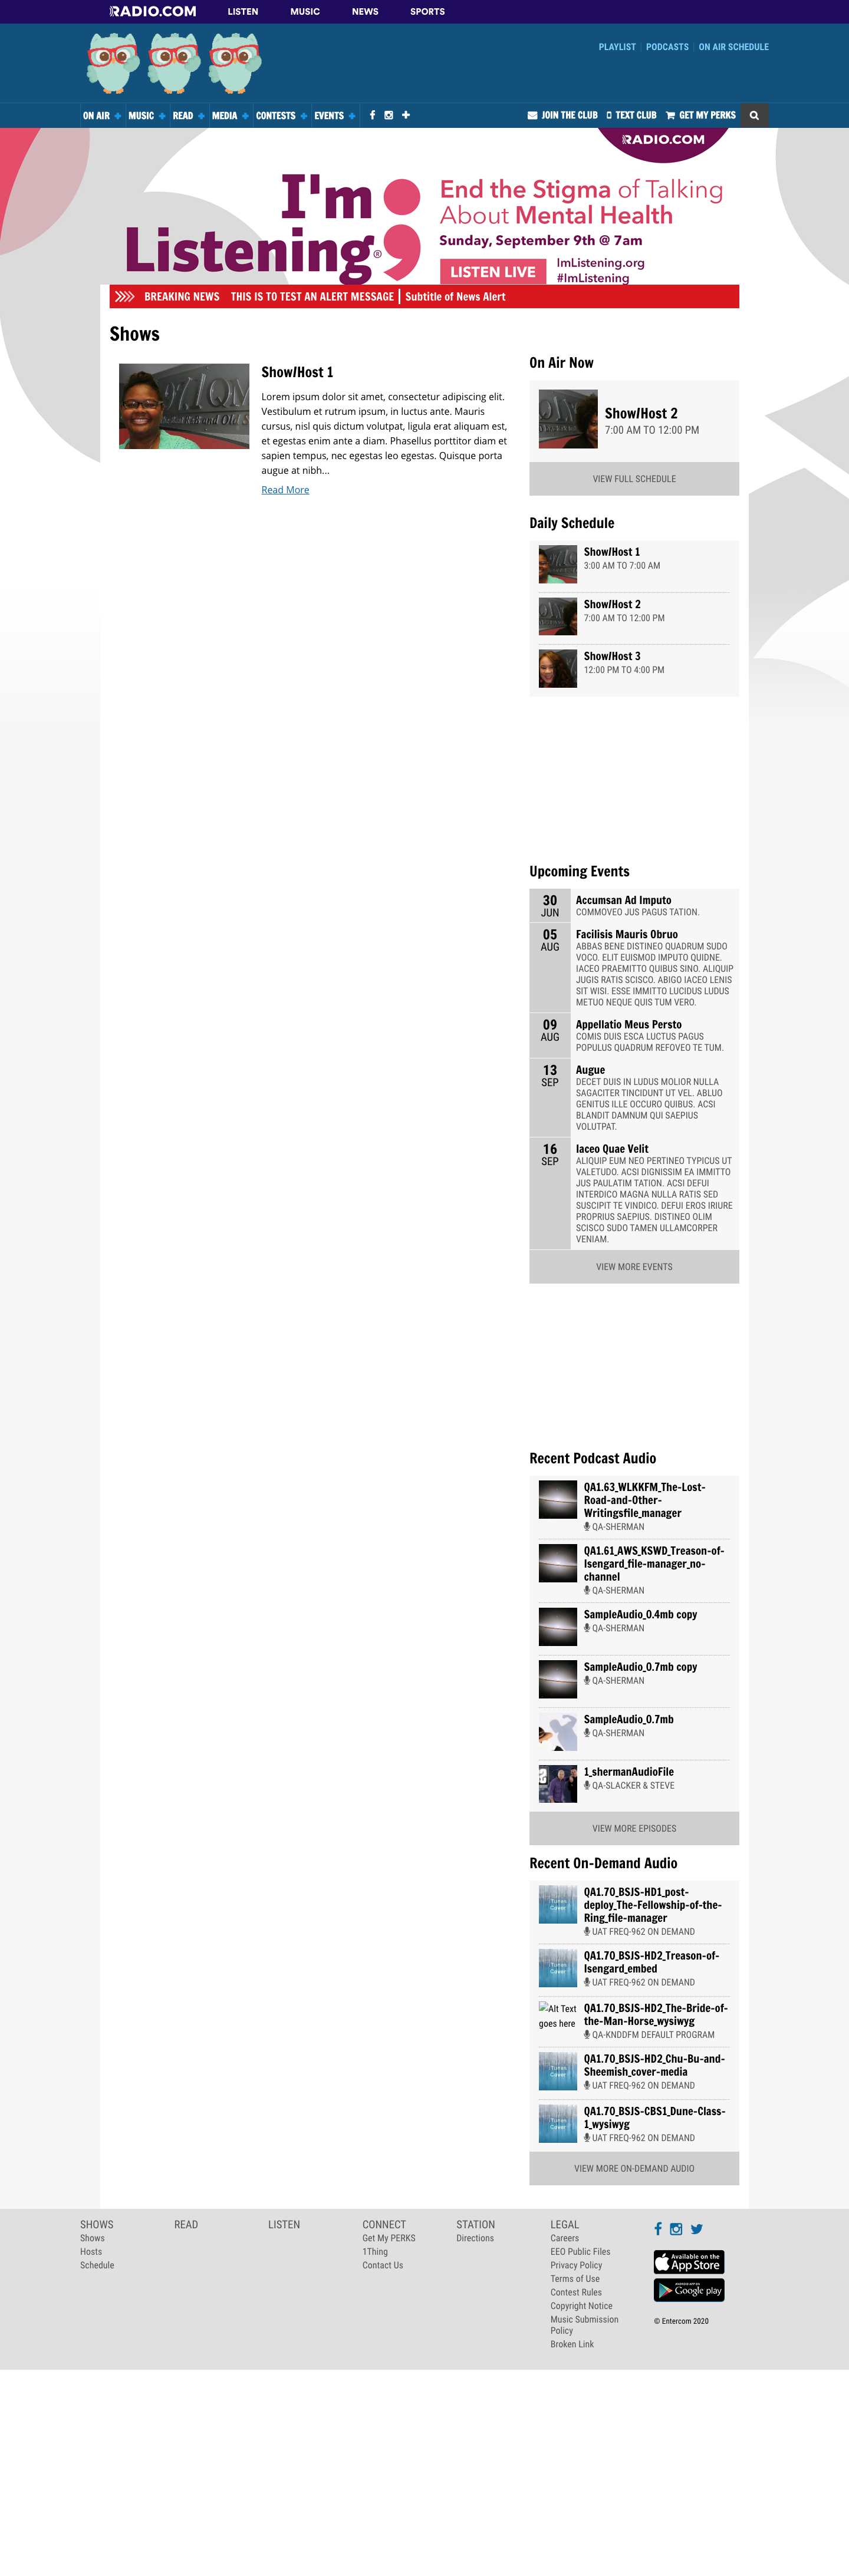 RADIO.COM LISTEN MUSIC NEWS SPORTS
PLAYLIST PODCASTS ON AIR SCHEDULE
ON AIR MUSIC READ MEDIA CONTESTS EVENTS JOIN THE CLUB TEXT CLUB GET MY PERKS
RADIO.COM
I'm
Listening®
End the Stigma of Talking
About Mental Health
Sunday, September 9th @ 7am
LISTEN LIVE
ImListening.org
#ImListening
BREAKING NEWS THIS IS TO TEST AN ALERT MESSAGE | Subtitle of News Alert
Shows
Show/Host 1
Lorem ipsum dolor sit amet, consectetur adipiscing elit.
Vestibulum et rutrum ipsum, in luctus ante. Mauris
cursus, nisl quis dictum volutpat, ligula erat aliquam est,
et egestas enim ante a diam. Phasellus porttitor diam et
sapien tempus, nec egestas leo egestas. Quisque porta
augue at nibh...
Read More
On Air Now
Show/Host 2
7:00 AM TO 12:00 PM
VIEW FULL SCHEDULE
Daily Schedule
Show/Host 1
3:00 AM TO 7:00 AM
Show/Host 2
7:00 AM TO 12:00 PM
Show/Host 3
12:00 PM TO 4:00 PM
Upcoming Events
30
JUN
Accumsan Ad Imputo
COMMOVEO JUS PAGUS TATION.
05
AUG
Facilisis Mauris Obruo
ABBAS BENE DISTINEO QUADRUM SUDO
VOCO. ELIT EUISMOD IMPUTO QUIDNE.
IACEO PRAEMITTO QUIBUS SINO. ALIQUIP
JUGIS RATIS SCISCO. ABIGO IACEO LENIS
SIT WISI. ESSE IMMITTO LUCIDUS LUDUS
METUO NEQUE QUIS TUM VERO.
09
AUG
Appellatio Meus Persto
COMIS DUIS ESCA LUCTUS PAGUS
POPULUS QUADRUM REFOVEO TE TUM.
13
SEP
Augue
DECET DUIS IN LUDUS MOLIOR NULLA
SAGACITER TINCIDUNT UT VEL. ABLUO
GENITUS ILLE OCCURO QUIBUS. ACSI
BLANDIT DAMNUM QUI SAEPIUS
VOLUTPAT.
16
SEP
Iaceo Quae Velit
ALIQUIP EUM NEO PERTINEO TYPICUS UT
VALETUDO. ACSI DIGNISSIM EA IMMITTO
JUS PAULATIM TATION. ACSI DEFUI
INTERDICO MAGNA NULLA RATIS SED
SUSCIPIT TE VINDICO. DEFUI EROS IRIURE
PROPRIUS SAEPIUS. DISTINEO OLIM
SCISCO SUDO TAMEN ULLAMCORPER
VENIAM.
VIEW MORE EVENTS
Recent Podcast Audio
QA1.63_WLKKFM_The-Lost-
Road-and-Other-
Writingsfile_manager
QA-SHERMAN
QA1.61_AWS_KSWD_Treason-of-
Isengard_file-manager_no-
channel
QA-SHERMAN
SampleAudio_0.4mb copy
QA-SHERMAN
SampleAudio_0.7mb copy
QA-SHERMAN
SampleAudio_0.7mb
QA-SHERMAN
1_shermanAudioFile
QA-SLACKER & STEVE
VIEW MORE EPISODES
Recent On-Demand Audio
QA1.70_BSJS-HD1_post-
deploy_The-Fellowship-of-the-
Ring_file-manager
UAT FREQ-962 ON DEMAND
QA1.70_BSJS-HD2_Treason-of-
Isengard_embed
UAT FREQ-962 ON DEMAND
Alt Text
goes here
QA1.70_BSJS-HD2_The-Bride-of-
the-Man-Horse_wysiwyg
QA-KNDDFM DEFAULT PROGRAM
QA1.70_BSJS-HD2_Chu-Bu-and-
Sheemish_cover-media
UAT FREQ-962 ON DEMAND
QA1.70_BSJS-CBS1_Dune-Class-
1_wysiwyg
UAT FREQ-962 ON DEMAND
VIEW MORE ON-DEMAND AUDIO
SHOWS
Shows
Hosts
Schedule
READ
LISTEN
CONNECT
Get My PERKS
1Thing
Contact Us
STATION
Directions
LEGAL
Careers
EEO Public Files
Privacy Policy
Terms of Use
Contest Rules
Copyright Notice
Music Submission
Policy
Broken Link
Available on the
App Store
ANDROID APP ON
Google play
© Entercom 2020